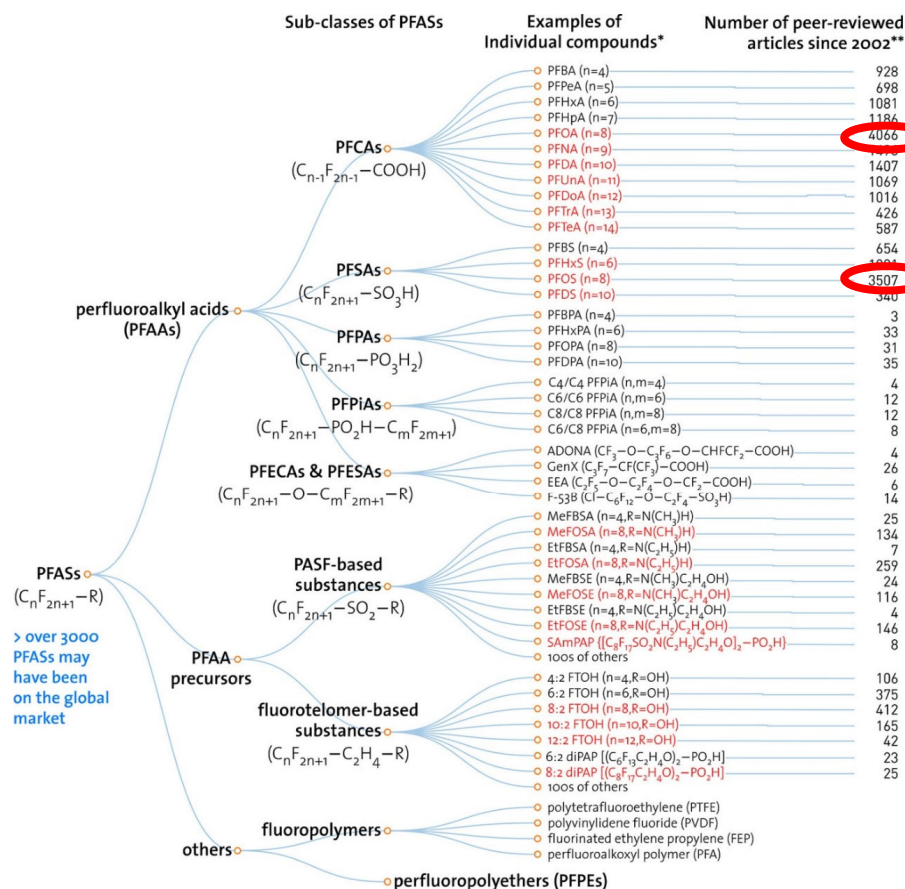 Sub-classes of PFASs
Examples of
Individual compounds*
Number of peer-reviewed
articles since 2002**
PFASs
(CnF2n+1–R)
> over 3000
PFASs may
have been
on the global
market
perfluoroalkyl acids
(PFAAs)
PFCAs
(Cn-1F2n-1–COOH)
PFBA (n=4) 928
PFPeA (n=5) 698
PFHxA (n=6) 1081
PFHpA (n=7) 1186
PFOA (n=8) 4066
PFNA (n=9)
PFDA (n=10) 1407
PFUnA (n=11) 1069
PFDoA (n=12) 1016
PFTrA (n=13) 426
PFTeA (n=14) 587
PFSAs
(CnF2n+1–SO3H)
PFBS (n=4) 654
PFHxS (n=6)
PFOS (n=8) 3507
PFDS (n=10) 340
PFPAs
(CnF2n+1–PO3H2)
PFBPA (n=4) 3
PFHxPA (n=6) 33
PFOPA (n=8) 31
PFDPA (n=10) 35
PFPiAs
(CnF2n+1–PO2H–CmF2m+1)
C4/C4 PFPiA (n,m=4) 4
C6/C6 PFPiA (n,m=6) 12
C8/C8 PFPiA (n,m=8) 12
C6/C8 PFPiA (n=6,m=8) 8
PFECAs & PFESAs
(CnF2n+1–O–CmF2m+1–R)
ADONA (CF3–O–C3F6–O–CHFCF2–COOH) 4
GenX (C3F7–CF(CF3)–COOH) 26
EEA (C2F5–O–C2F4–O–CF2–COOH) 6
F-53B (Cl–C6F12–O–C2F4–SO3H) 14
PFAA
precursors
PASF-based
substances
(CnF2n+1–SO2–R)
MeFBSA (n=4,R=N(CH3)H) 25
MeFOSA (n=8,R=N(CH3)H) 134
EtFBSA (n=4,R=N(C2H5)H) 7
EtFOSA (n=8,R=N(C2H5)H) 259
MeFBSE (n=4,R=N(CH3)C2H4OH) 24
MeFOSE (n=8,R=N(CH3)C2H4OH) 116
EtFBSE (n=4,R=N(C2H5)C2H4OH) 4
EtFOSE (n=8,R=N(C2H5)C2H4OH) 146
SAmPAP {[C8F17SO2N(C2H5)C2H4O]2–PO2H} 8
100s of others
fluorotelomer-based
substances
(CnF2n+1–C2H4–R)
4:2 FTOH (n=4,R=OH) 106
6:2 FTOH (n=6,R=OH) 375
8:2 FTOH (n=8,R=OH) 412
10:2 FTOH (n=10,R=OH) 165
12:2 FTOH (n=12,R=OH) 42
6:2 diPAP [(C6F13C2H4O)2–PO2H] 23
8:2 diPAP [(C8F17C2H4O)2–PO2H] 25
100s of others
others
fluoropolymers
polytetrafluoroethylene (PTFE)
polyvinylidene fluoride (PVDF)
fluorinated ethylene propylene (FEP)
perfluoroalkoxyl polymer (PFA)
perfluoropolyethers (PFPEs)